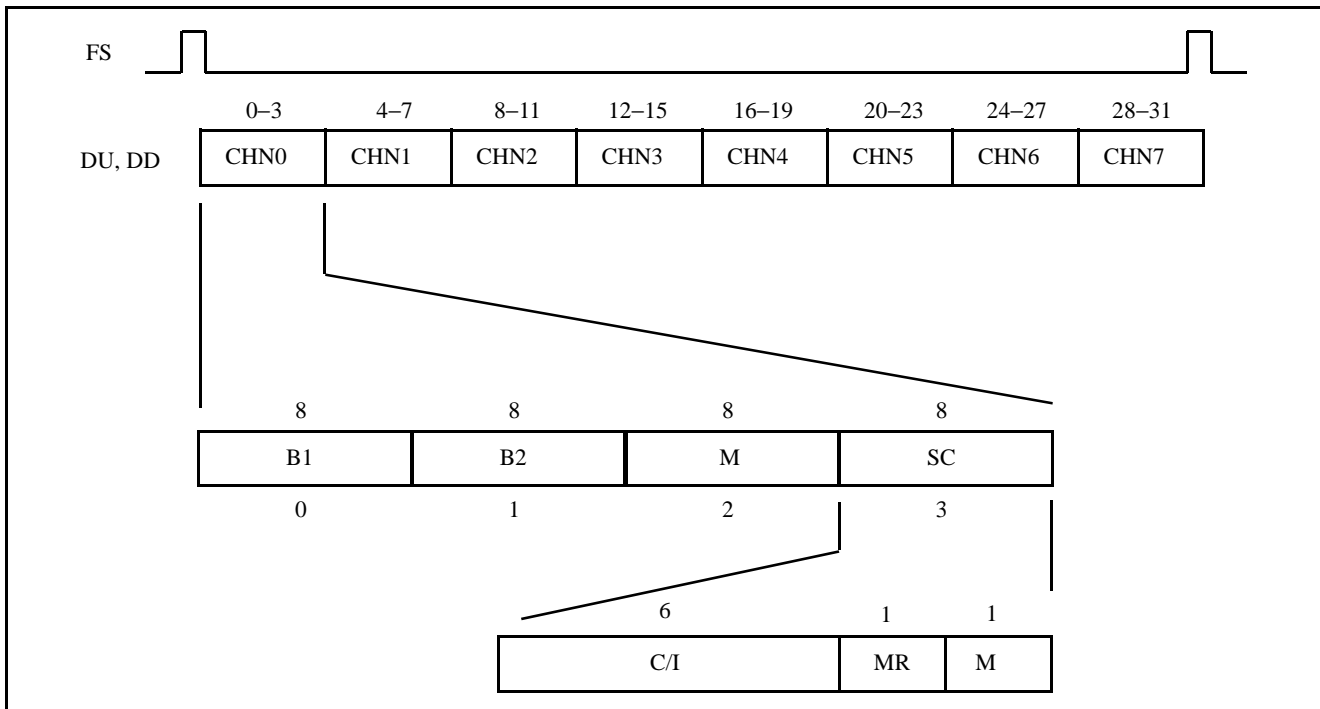 FS
0–3 4–7 8–11 12–15 16–19 20–23 24–27 28–31
DU, DD CHN0 CHN1 CHN2 CHN3 CHN4 CHN5 CHN6 CHN7
8 8 8 8
B1 B2 M SC
0 1 2 3
6 1 1
C/I MR M